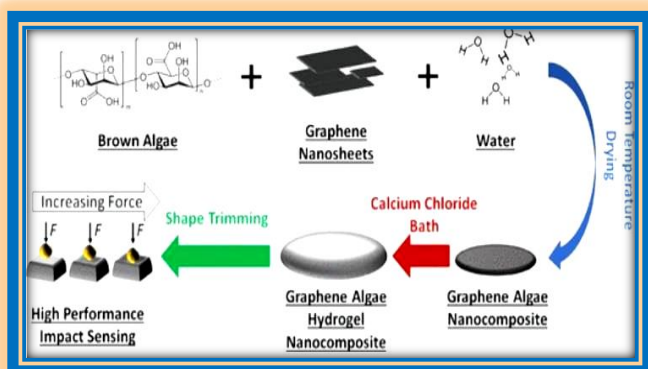 Brown Algae
+
Graphene
Nanosheets
+
Water
Room Temperature
Drying
Increasing Force
F
F
F
High Performance
Impact Sensing
Shape Trimming
Graphene Algae
Hydrogel
Nanocomposite
Calcium Chloride
Bath
Graphene Algae
Nanocomposite